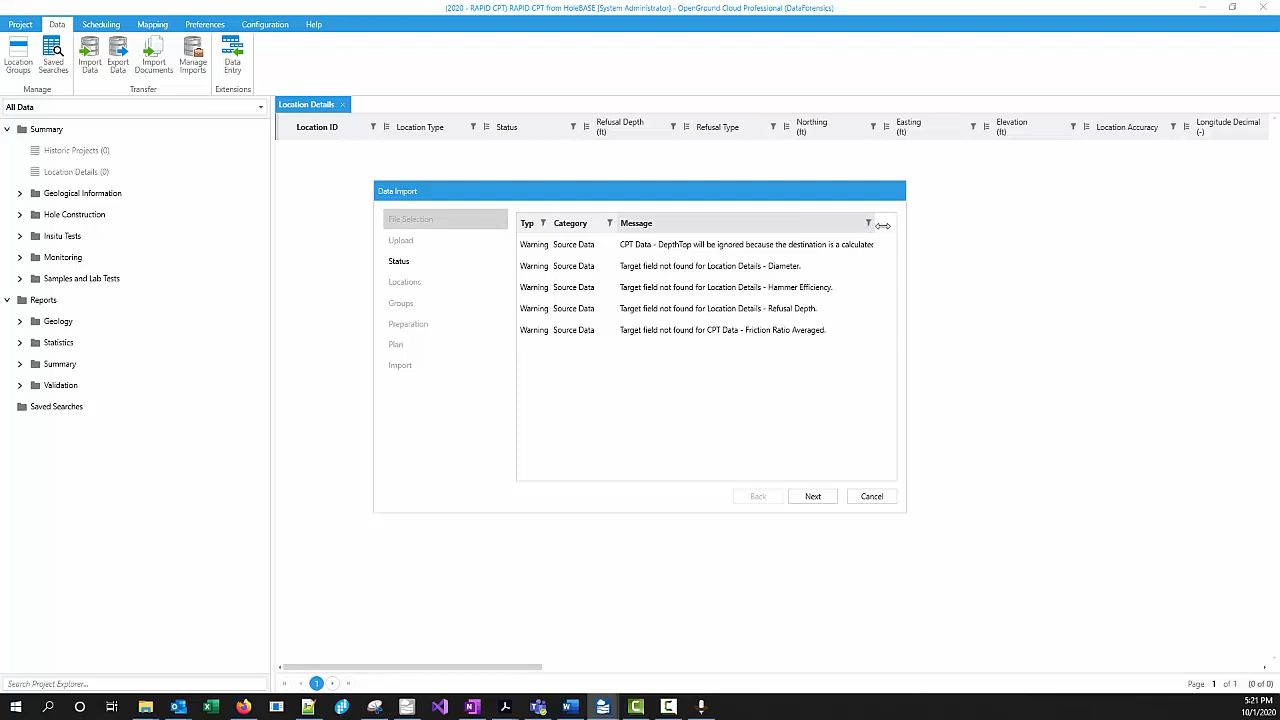 (2020 - RAPID CPT) RAPID CPT from HoleBASE [System Administrator] - OpenGround Cloud Professional (DataForensics)
Project Data Scheduling Mapping Preferences Configuration Help
Location Groups
Saved Searches
Import Data
Export Data
Import Documents
Manage Imports
Data Entry
Manage Transfer Extensions
All Data
Summary
Historic Projects (0)
Location Details (0)
Geological Information
Hole Construction
Insitu Tests
Monitoring
Samples and Lab Tests
Reports
Geology
Statistics
Summary
Validation
Saved Searches
Search Project Explorer...
Location Details ×
Location ID
Location Type
Status
Refusal Depth (ft)
Refusal Type
Northing (ft)
Easting (ft)
Elevation (ft)
Location Accuracy
Longitude Decimal (-)
Data Import
File Selection
Upload
Status
Locations
Groups
Preparation
Plan
Import
Typ Category Message
Warning Source Data CPT Data - DepthTop will be ignored because the destination is a calculated
Warning Source Data Target field not found for Location Details - Diameter.
Warning Source Data Target field not found for Location Details - Hammer Efficiency.
Warning Source Data Target field not found for Location Details - Refusal Depth.
Warning Source Data Target field not found for CPT Data - Friction Ratio Averaged.
Back Next Cancel
1
Page 1 of 1 (0 of 0)
5:21 PM
10/1/2020